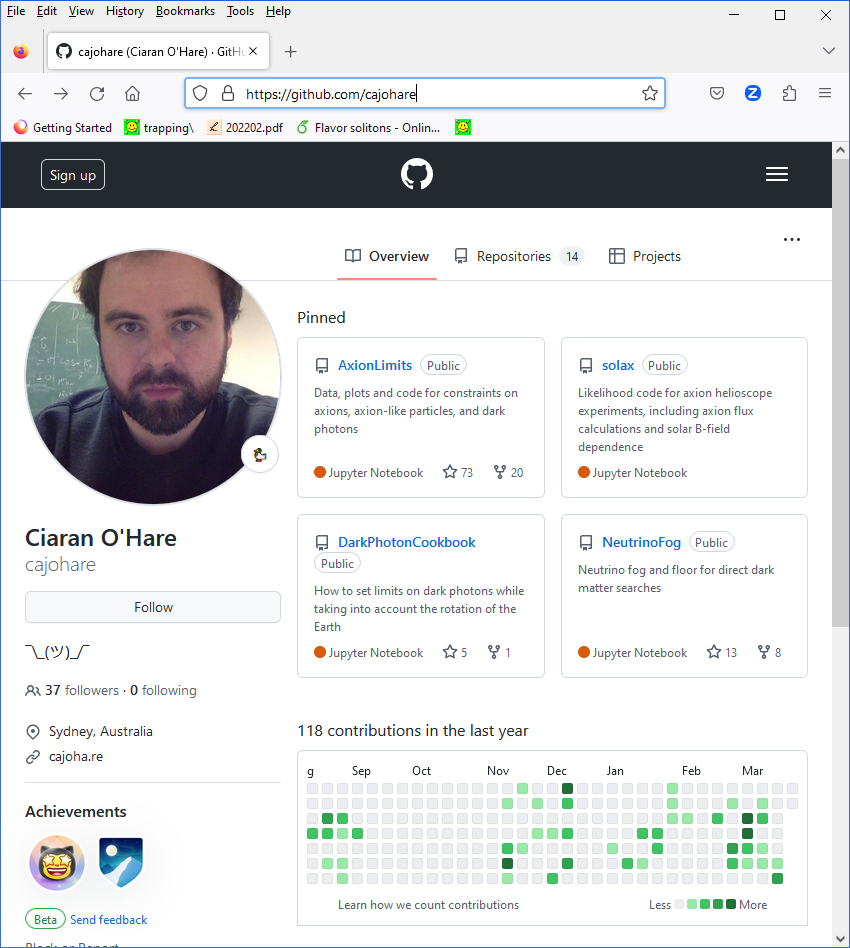 File Edit View History Bookmarks Tools Help
cajohare (Ciaran O'Hare) · GitHu
https://github.com/cajohare
Getting Started trapping\ 202202.pdf Flavor solitons - Onlin...
Sign up
Overview Repositories 14 Projects
Pinned
AxionLimits Public
Data, plots and code for constraints on
axions, axion-like particles, and dark
photons
Jupyter Notebook 73 20
solax Public
Likelihood code for axion helioscope
experiments, including axion flux
calculations and solar B-field
dependence
Jupyter Notebook
Ciaran O'Hare
cajohare
Follow
¯\_(ツ)_/¯
37 followers · 0 following
Sydney, Australia
cajoha.re
DarkPhotonCookbook
Public
How to set limits on dark photons while
taking into account the rotation of the
Earth
Jupyter Notebook 5 1
NeutrinoFog Public
Neutrino fog and floor for direct dark
matter searches
Jupyter Notebook 13 8
118 contributions in the last year
g Sep Oct Nov Dec Jan Feb Mar
Learn how we count contributions Less More
Achievements
Beta Send feedback
Block or Report